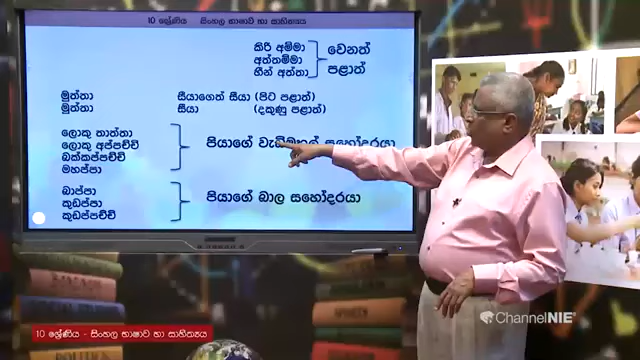 10 ශ්‍රේණිය සිංහල භාෂාව හා සාහිත්‍යය
කිරි අම්මා
අත්තම්මා
හීන් අත්තා
වෙනත්
පළාත්
මුත්තා සීයාගෙත් සීයා (පිට පළාත්)
මුත්තා සීයා (දකුණු පළාත්)
ලොකු තාත්තා
ලොකු අප්පච්චි
බක්කප්පච්චි
මහප්පා
පියාගේ වැඩිමහල් සහෝදරයා
බාප්පා
කුඩප්පා
කුඩප්පච්චි
පියාගේ බාල සහෝදරයා
10 ශ්‍රේණිය - සිංහල භාෂාව හා සාහිත්‍යය
ChannelNIE